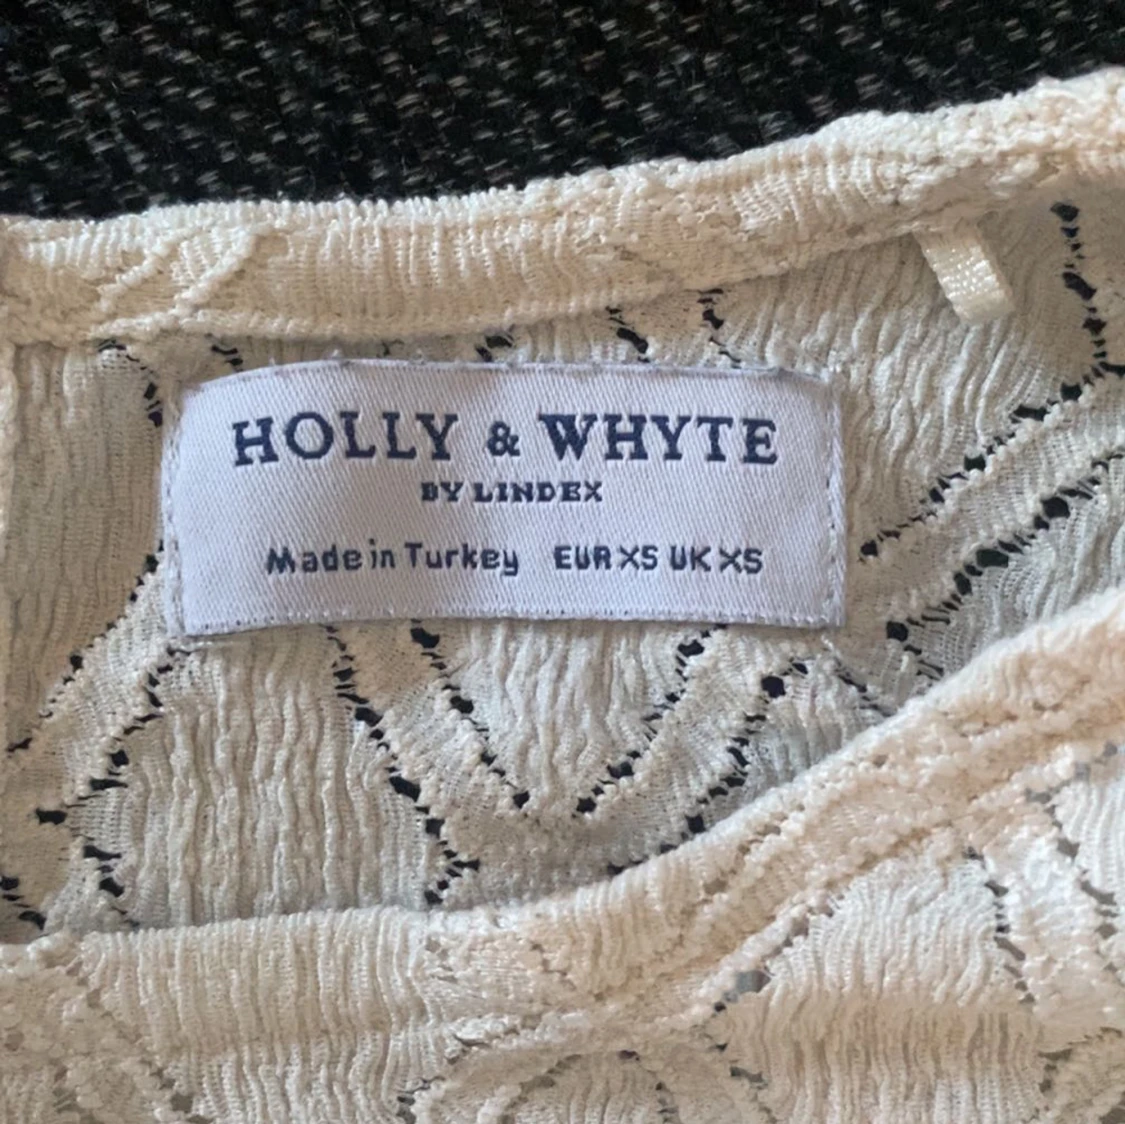 HOLLY & WHYTE
BY LINDEX
Made in Turkey EUR XS UK XS